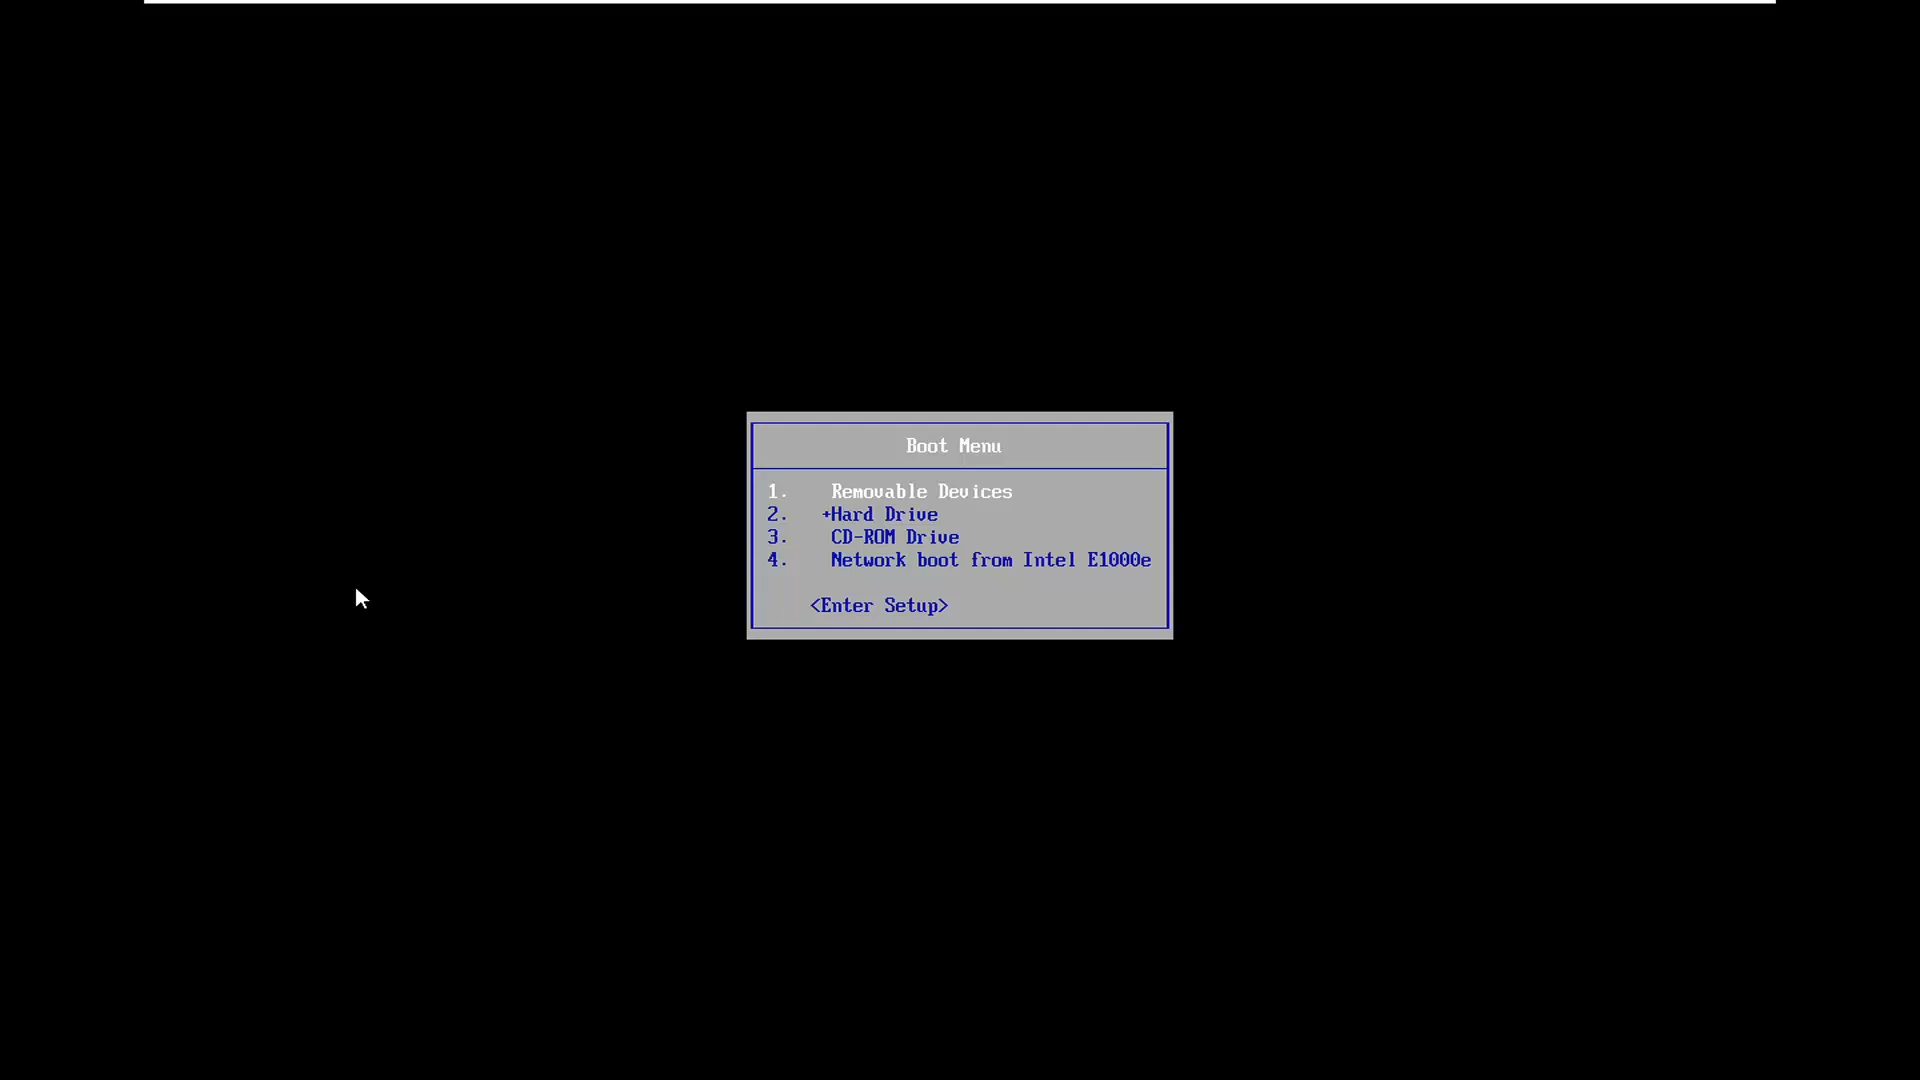 Boot Menu
1. Removable Devices
2. +Hard Drive
3. CD-ROM Drive
4. Network boot from Intel E1000e
<Enter Setup>